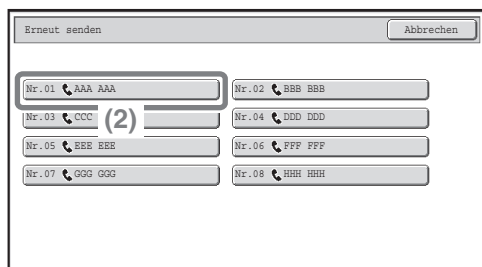 Erneut senden Abbrechen
Nr.01 AAA AAA Nr.02 BBB BBB
Nr.03 CCC (2) Nr.04 DDD DDD
Nr.05 EEE EEE Nr.06 FFF FFF
Nr.07 GGG GGG Nr.08 HHH HHH